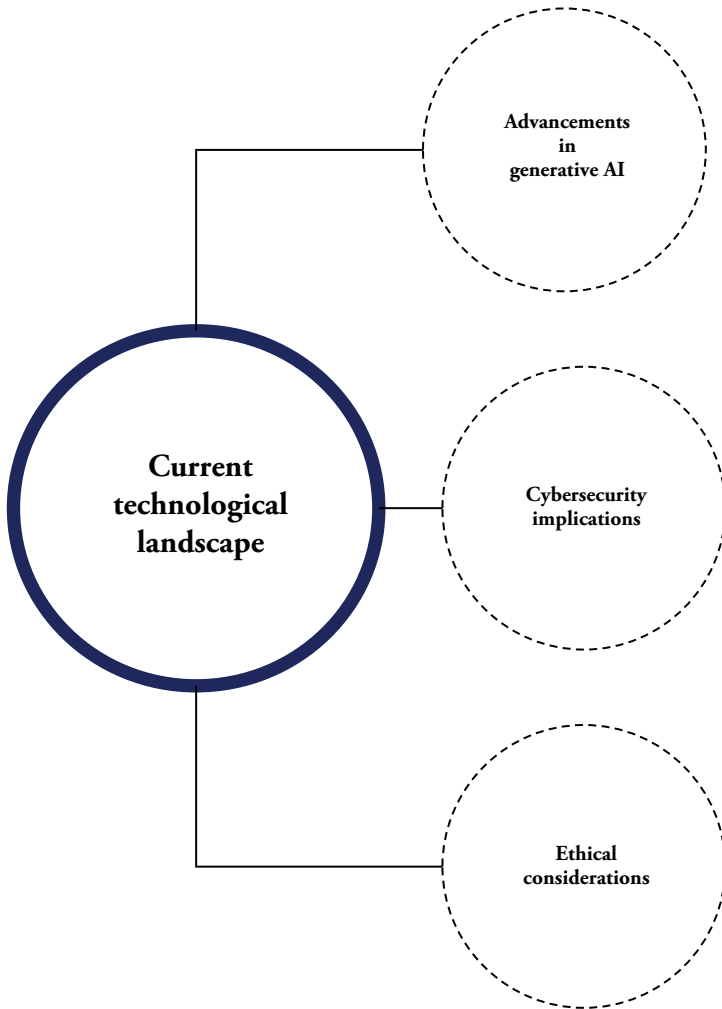 Advancements
in
generative AI
Current
technological
landscape
Cybersecurity
implications
Ethical
considerations